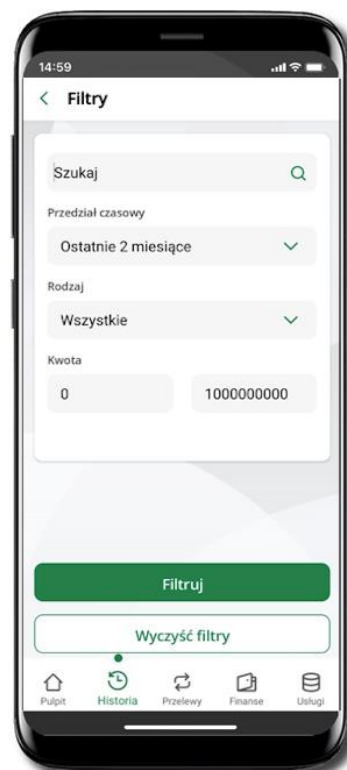 14:59
Filtry
Szukaj
Przedział czasowy
Ostatnie 2 miesiące
Rodzaj
Wszystkie
Kwota
0 1000000000
Filtruj
Wyczyść filtry
Pulpit Historia Przelewy Finanse Usługi